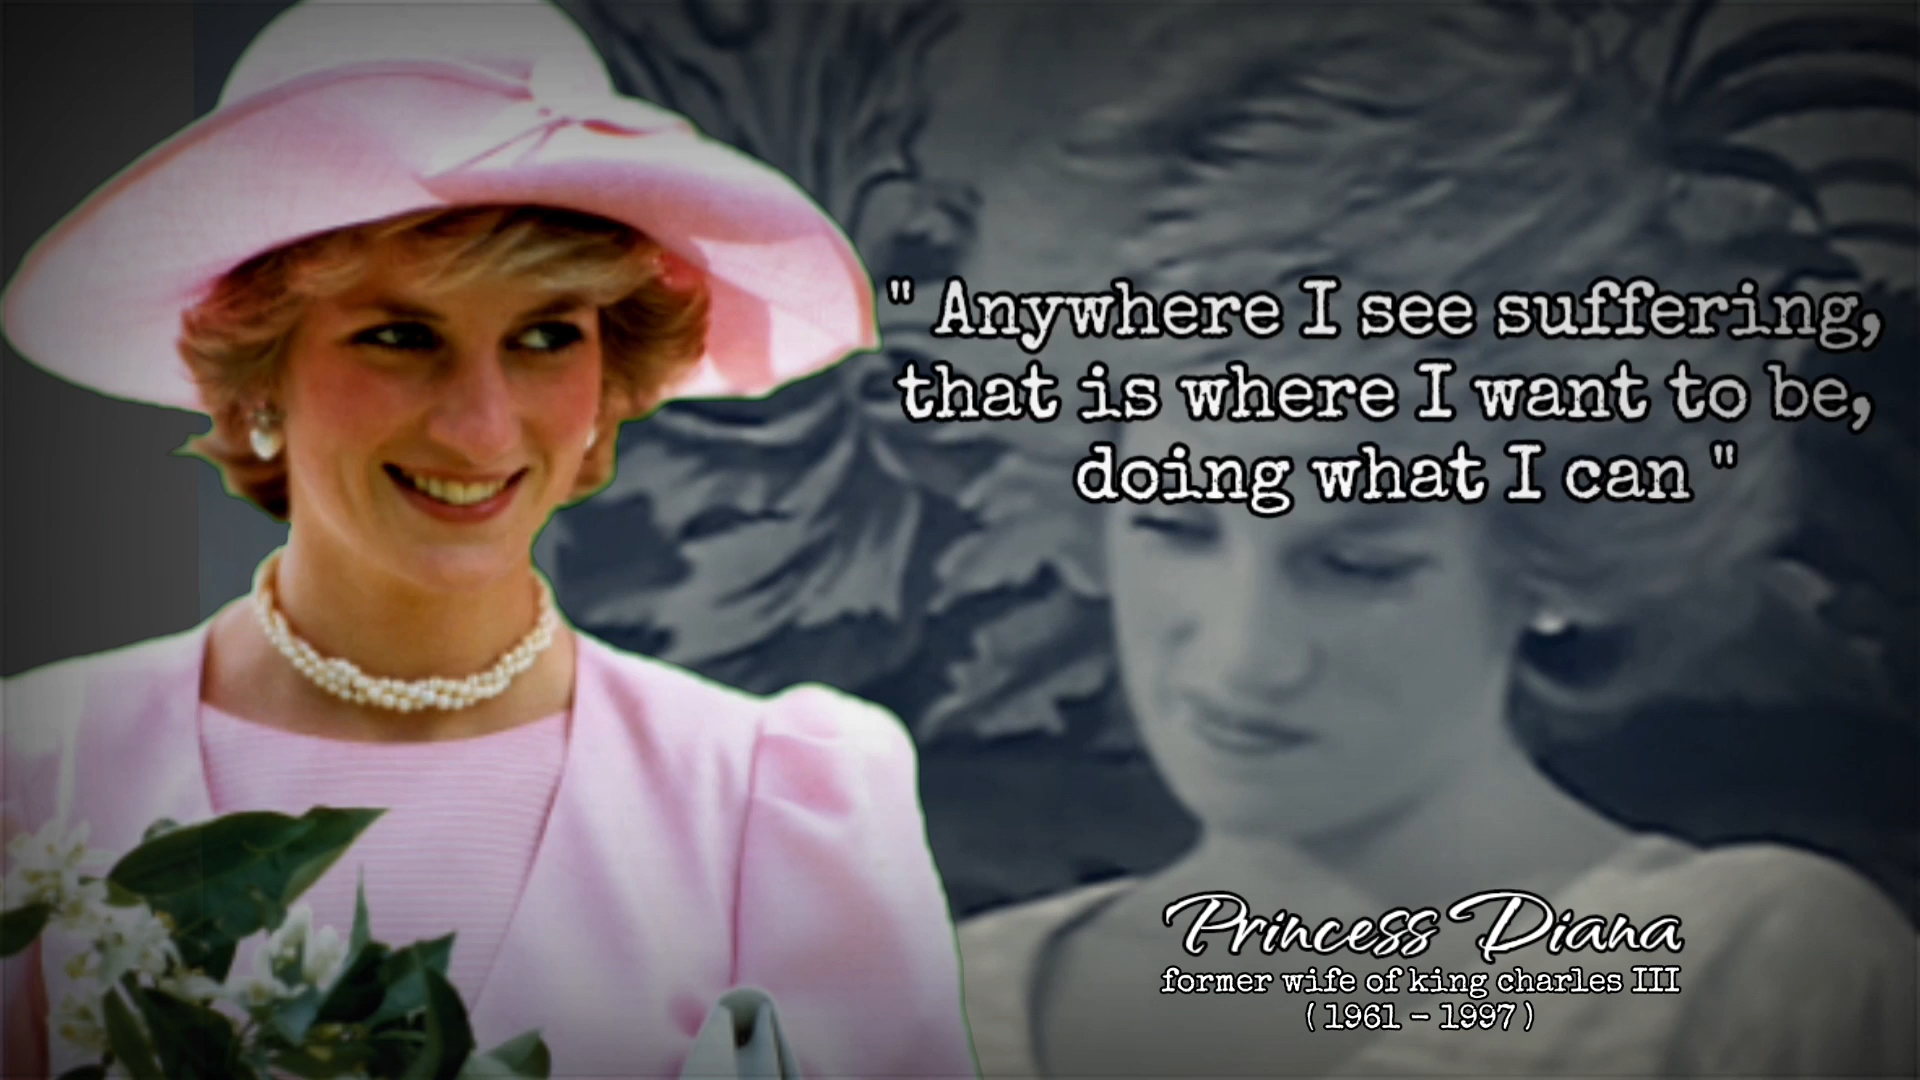 " Anywhere I see suffering,
that is where I want to be,
doing what I can "
Princess Diana
former wife of king charles III
( 1961 - 1997 )